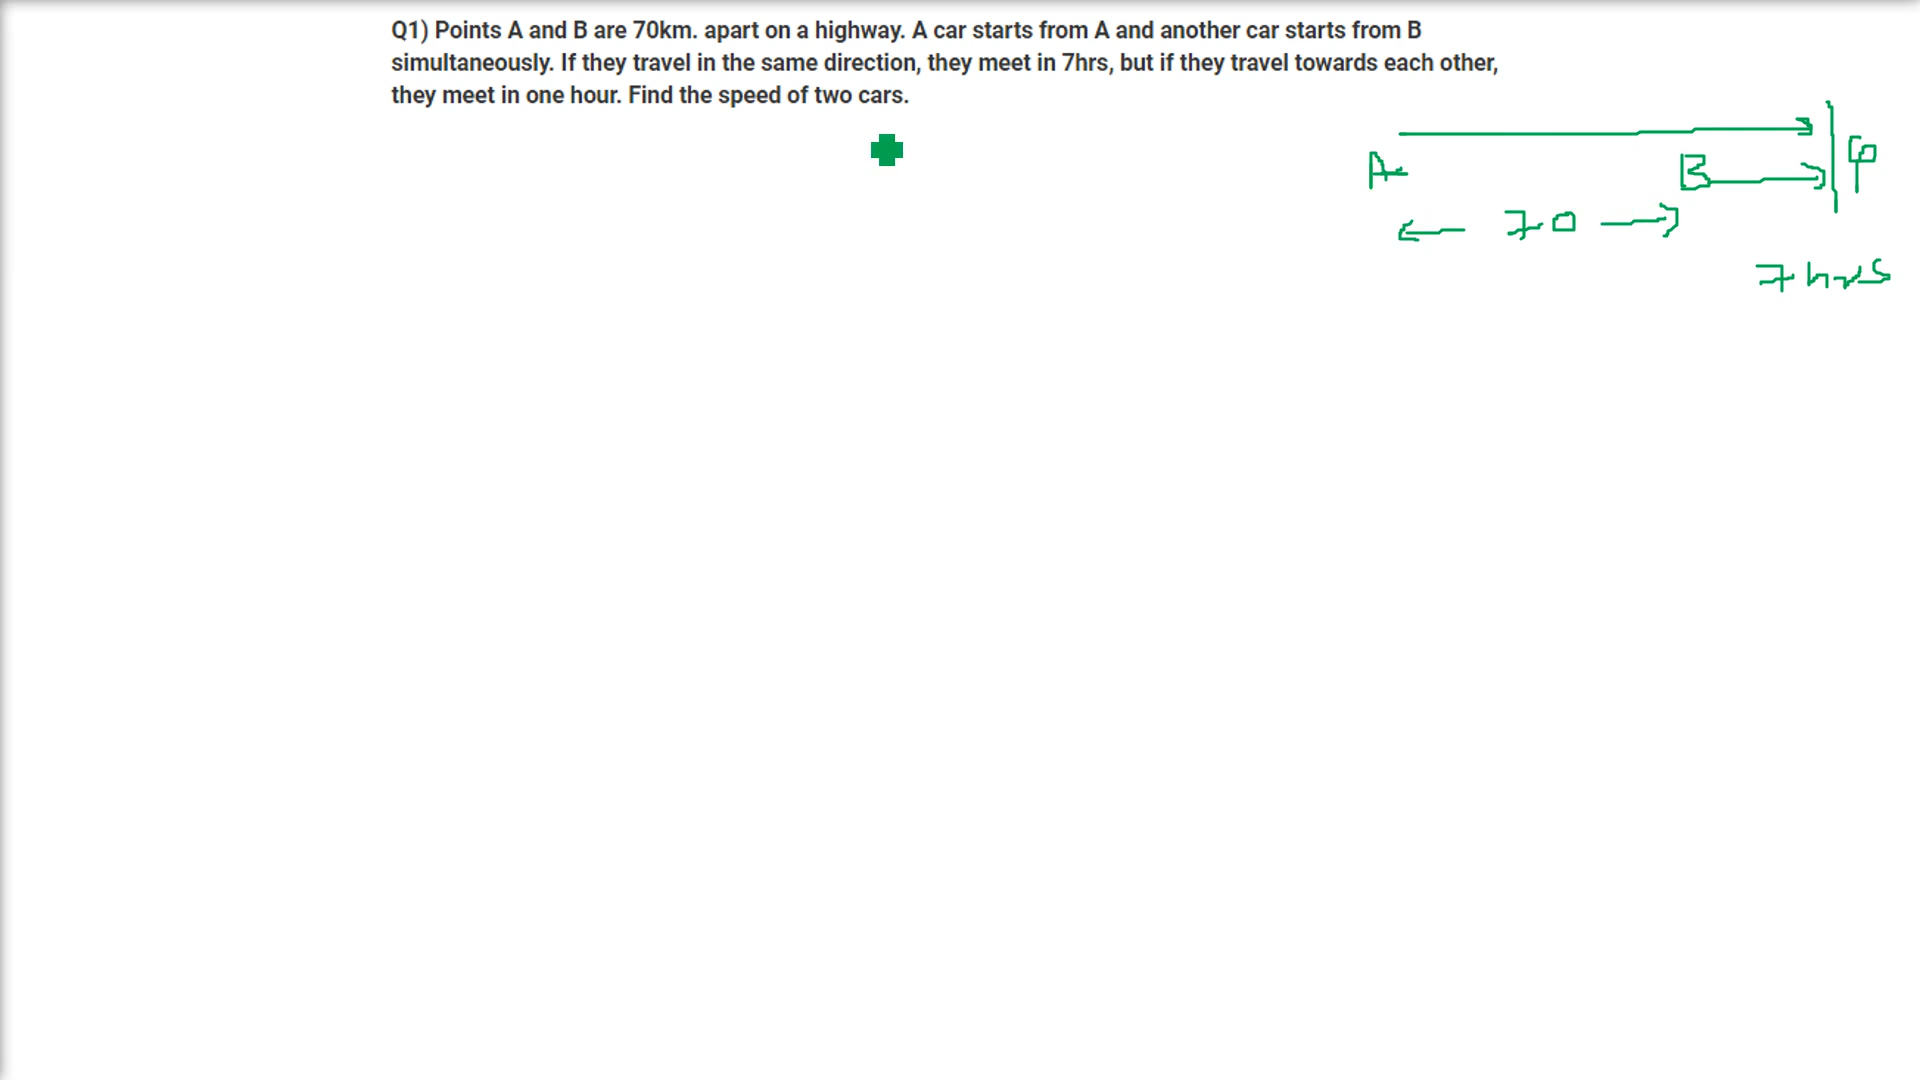 Q1) Points A and B are 70km. apart on a highway. A car starts from A and another car starts from B
simultaneously. If they travel in the same direction, they meet in 7hrs, but if they travel towards each other,
they meet in one hour. Find the speed of two cars.
A B P
70
7hrs